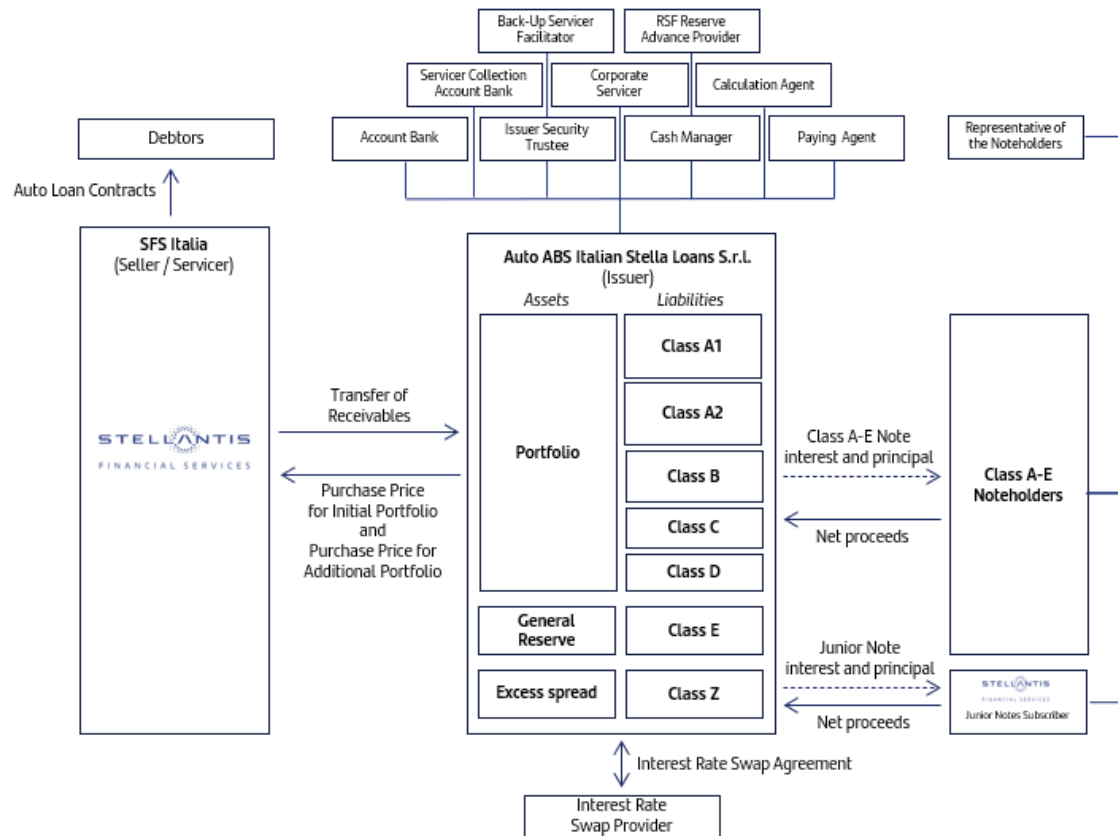 Back-Up Servicer
Facilitator
RSF Reserve
Advance Provider
Servicer Collection
Account Bank
Corporate
Servicer
Calculation Agent
Debtors
Account Bank
Issuer Security
Trustee
Cash Manager
Paying Agent
Representative of
the Noteholders
Auto Loan Contracts
SFS Italia
(Seller / Servicer)
STELLANTIS
FINANCIAL SERVICES
Transfer of
Receivables
Purchase Price
for Initial Portfolio
and
Purchase Price for
Additional Portfolio
Auto ABS Italian Stella Loans S.r.l.
(Issuer)
Assets
Liabilities
Portfolio
General
Reserve
Excess spread
Class A1
Class A2
Class B
Class C
Class D
Class E
Class Z
Class A-E Note
interest and principal
Net proceeds
Class A-E
Noteholders
Junior Note
interest and principal
Net proceeds
STELLANTIS
FINANCIAL SERVICES
Junior Notes Subscriber
Interest Rate Swap Agreement
Interest Rate
Swap Provider